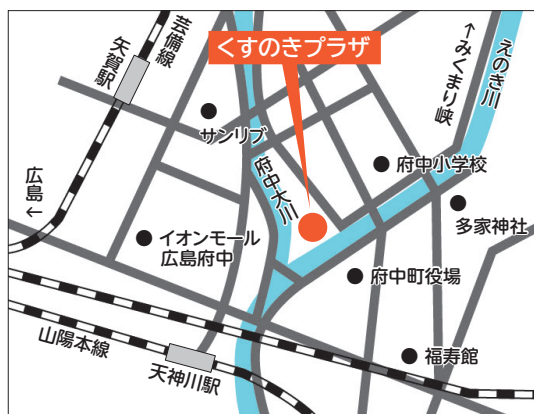 芸備線
矢賀駅
くすのきプラザ
↑みくまり峡
えのき川
サンリブ
府中小学校
広島←
府中大川
多家神社
イオンモール
広島府中
府中町役場
山陽本線
天神川駅
福寿館